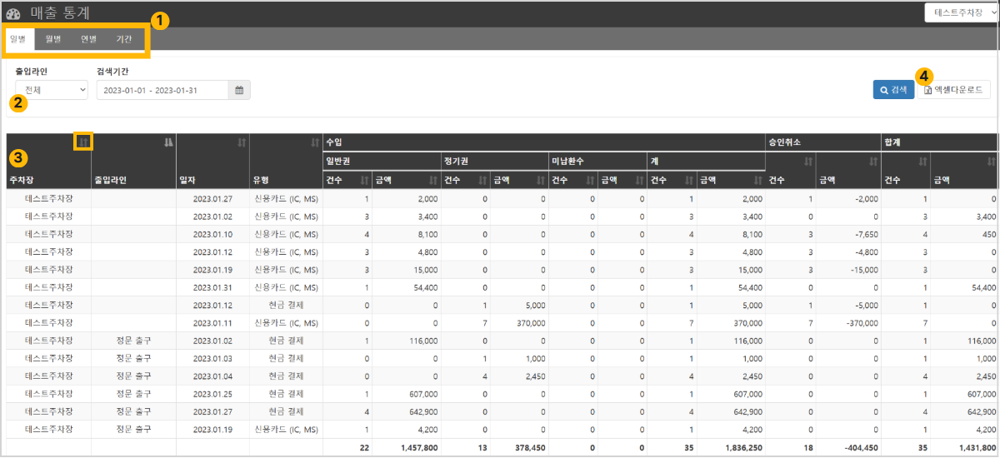 매출 통계
테스트주차장
1
일별 월별 연별 기간
출입라인 검색기간
전체 2023-01-01 - 2023-01-31 검색 엑셀다운로드
2
4
3
수입 승인취소 합계
일반권 정기권 미납환수 계
주차장 출입라인 일자 유형 건수 금액 건수 금액 건수 금액 건수 금액 건수 금액 건수 금액
테스트주차장 2023.01.27 신용카드 (IC, MS) 1 2,000 0 0 0 0 1 2,000 1 -2,000 1 0
테스트주차장 2023.01.02 신용카드 (IC, MS) 3 3,400 0 0 0 0 3 3,400 0 0 3 3,400
테스트주차장 2023.01.10 신용카드 (IC, MS) 4 8,100 0 0 0 0 4 8,100 3 -7,650 4 450
테스트주차장 2023.01.12 신용카드 (IC, MS) 3 4,800 0 0 0 0 3 4,800 3 -4,800 3 0
테스트주차장 2023.01.19 신용카드 (IC, MS) 3 15,000 0 0 0 0 3 15,000 3 -15,000 3 0
테스트주차장 2023.01.31 신용카드 (IC, MS) 1 54,400 0 0 0 0 1 54,400 0 0 1 54,400
테스트주차장 2023.01.12 현금 결제 0 0 1 5,000 0 0 1 5,000 1 -5,000 1 0
테스트주차장 2023.01.11 신용카드 (IC, MS) 0 0 7 370,000 0 0 7 370,000 7 -370,000 7 0
테스트주차장 정문 출구 2023.01.02 현금 결제 1 116,000 0 0 0 0 1 116,000 0 0 1 116,000
테스트주차장 정문 출구 2023.01.03 현금 결제 0 0 1 1,000 0 0 1 1,000 0 0 1 1,000
테스트주차장 정문 출구 2023.01.04 현금 결제 0 0 4 2,450 0 0 4 2,450 0 0 4 2,450
테스트주차장 정문 출구 2023.01.25 현금 결제 1 607,000 0 0 0 0 1 607,000 0 0 1 607,000
테스트주차장 정문 출구 2023.01.27 현금 결제 4 642,900 0 0 0 0 4 642,900 0 0 4 642,900
테스트주차장 정문 출구 2023.01.19 신용카드 (IC, MS) 1 4,200 0 0 0 0 1 4,200 0 0 1 4,200
22 1,457,800 13 378,450 0 0 35 1,836,250 18 -404,450 35 1,431,800